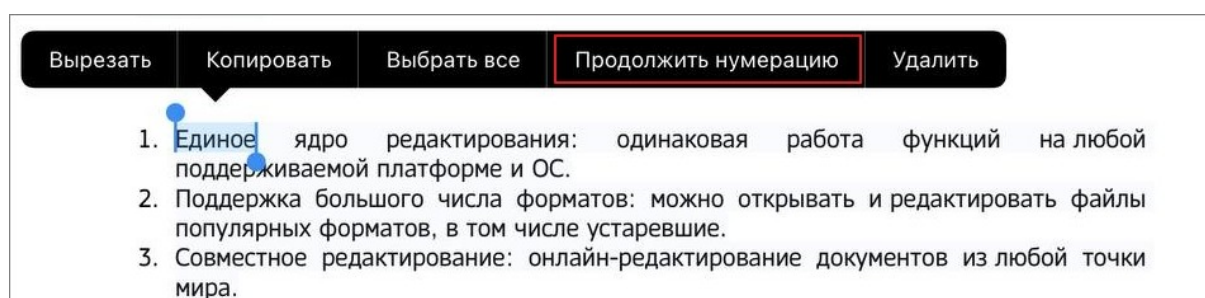 Вырезать Копировать Выбрать все Продолжить нумерацию Удалить
1. Единое ядро редактирования: одинаковая работа функций на любой
поддерживаемой платформе и ОС.
2. Поддержка большого числа форматов: можно открывать и редактировать файлы
популярных форматов, в том числе устаревшие.
3. Совместное редактирование: онлайн-редактирование документов из любой точки
мира.